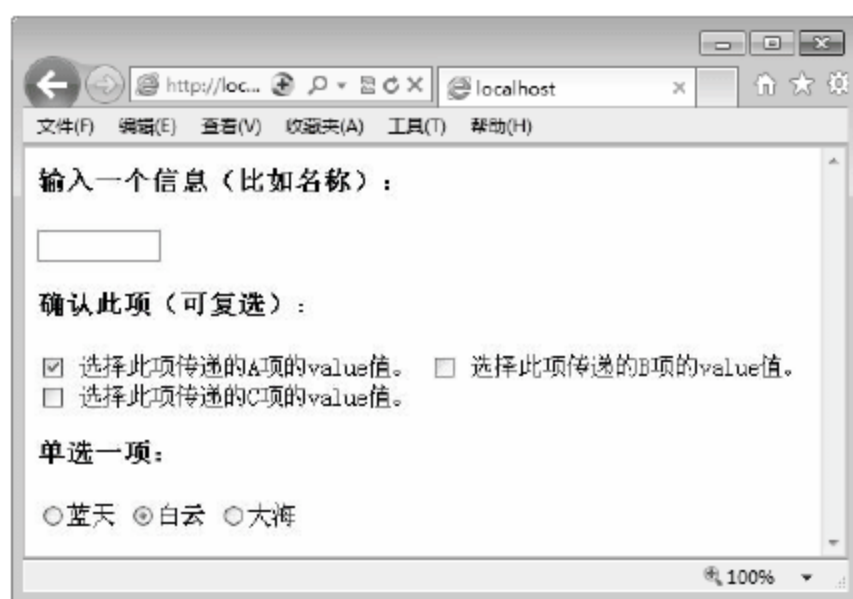 http://loc...
localhost
文件(F) 编辑(E) 查看(V) 收藏夹(A) 工具(T) 帮助(H)
输入一个信息（比如名称）：
确认此项（可复选）：
选择此项传递的A项的value值。 选择此项传递的B项的value值。
选择此项传递的C项的value值。
单选一项：
蓝天 白云 大海
100%